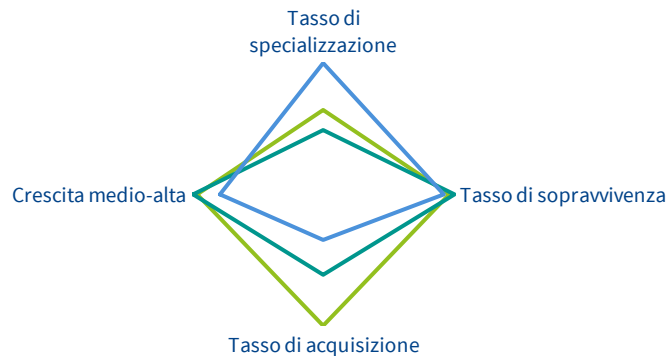 Tasso di
specializzazione
Crescita medio-alta
Tasso di sopravvivenza
Tasso di acquisizione